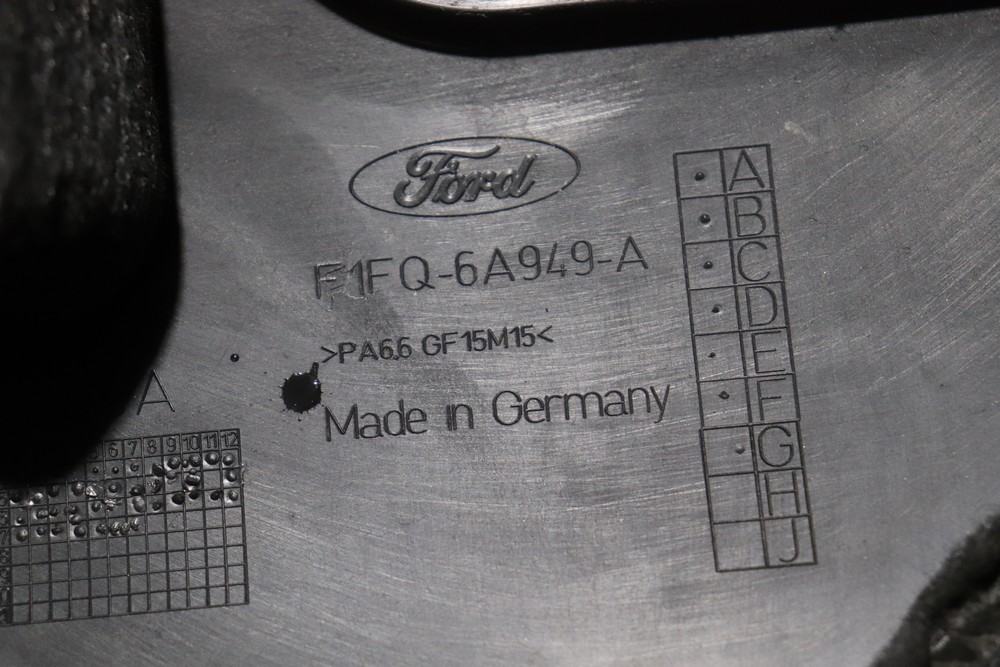 Ford
F1FQ-6A949-A
>PA6.6 GF15M15<
Made in Germany
A
B
C
D
E
F
G
H
J
A
6 7 8 9 10 11 12